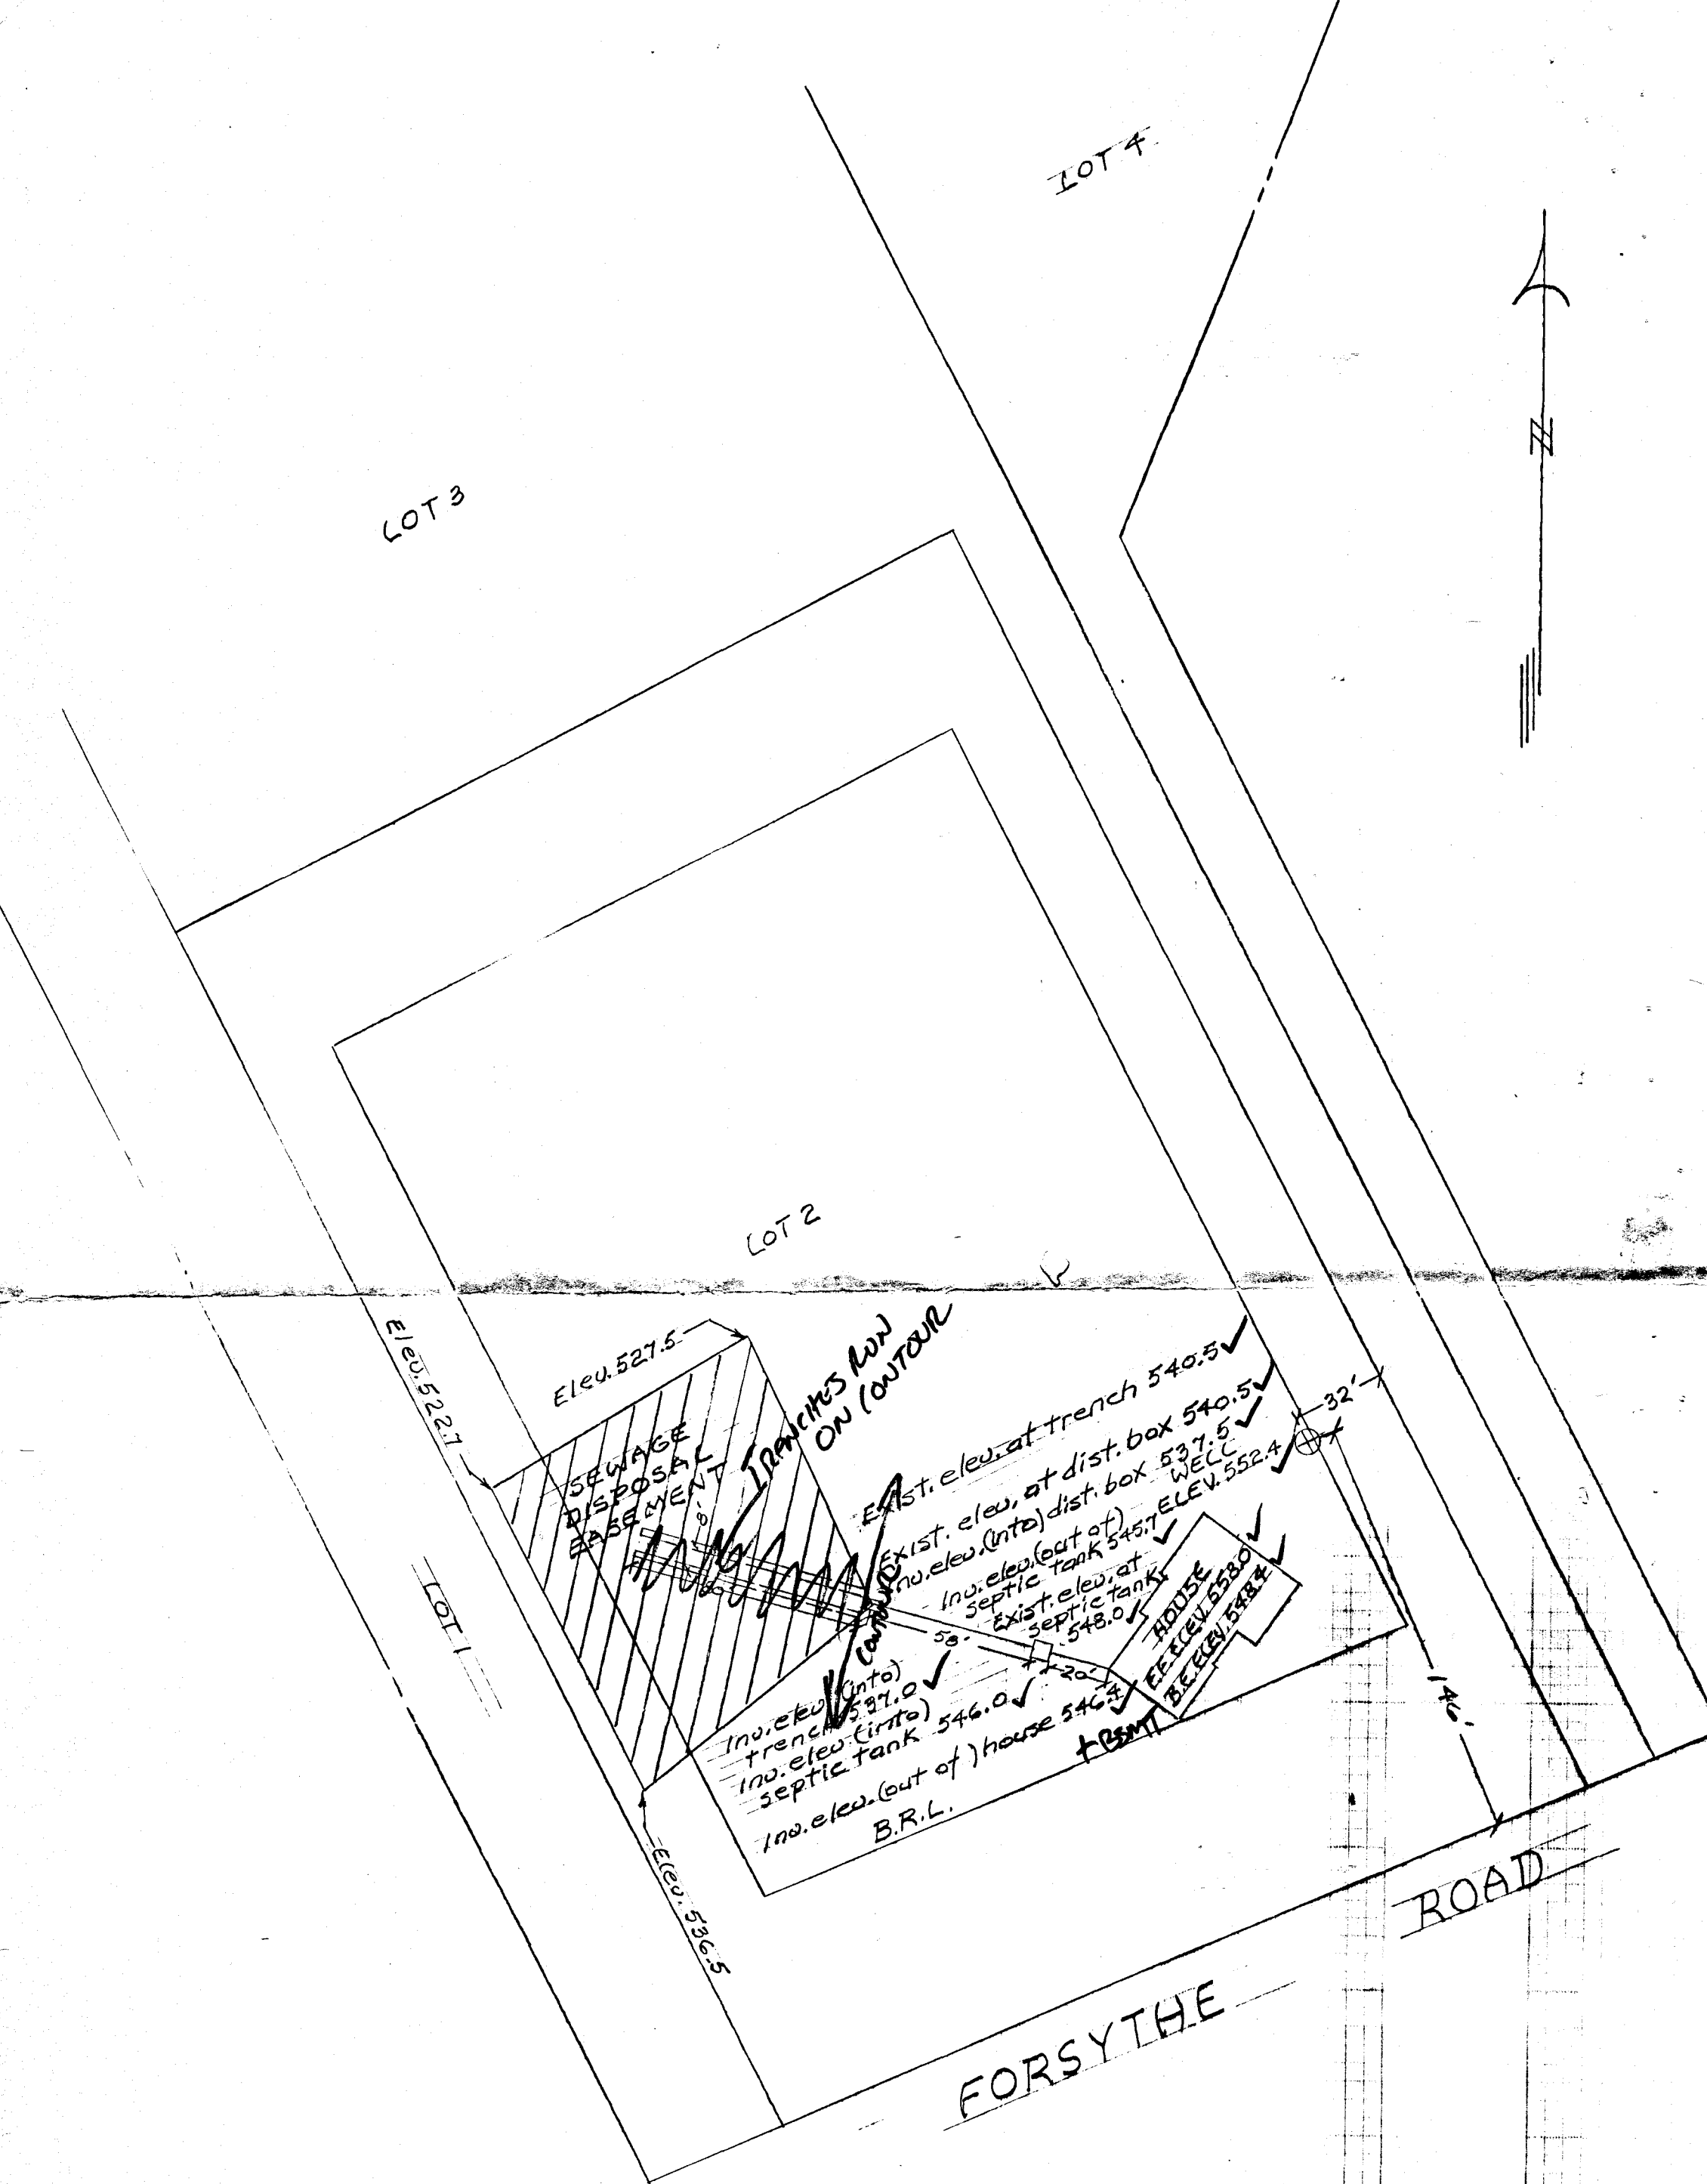 LOT 4
N
LOT 3
LOT 2
Elev. 527.5
Elev. 522.7
TRENCHES RUN
ON CONTOUR
SEWAGE
DISPOSAL
EASEMENT
8'
Exist. elev. at trench 540.5 ✓
Exist. elev. at dist. box 540.5 ✓
Inv. elev. (into) dist. box 537.5 ✓
WELL
ELEV. 552.4 ✓
32'
Inv. elev. (out of)
septic tank 545.7 ✓
Exist. elev. at
septic tank
548.0 ✓
HOUSE
F.F. ELEV. 558.0 ✓
B.F. ELEV. 548.7 ✓
CONTOUR
58'
20'
LOT 1
Inv. elev. (into)
trench 537.0 ✓
Inv. elev. (into)
septic tank 546.0 ✓
Inv. elev. (out of) house 546.4 ✓
+ BSMT
B.R.L.
146'
Elev. 536.5
FORSYTHE ROAD